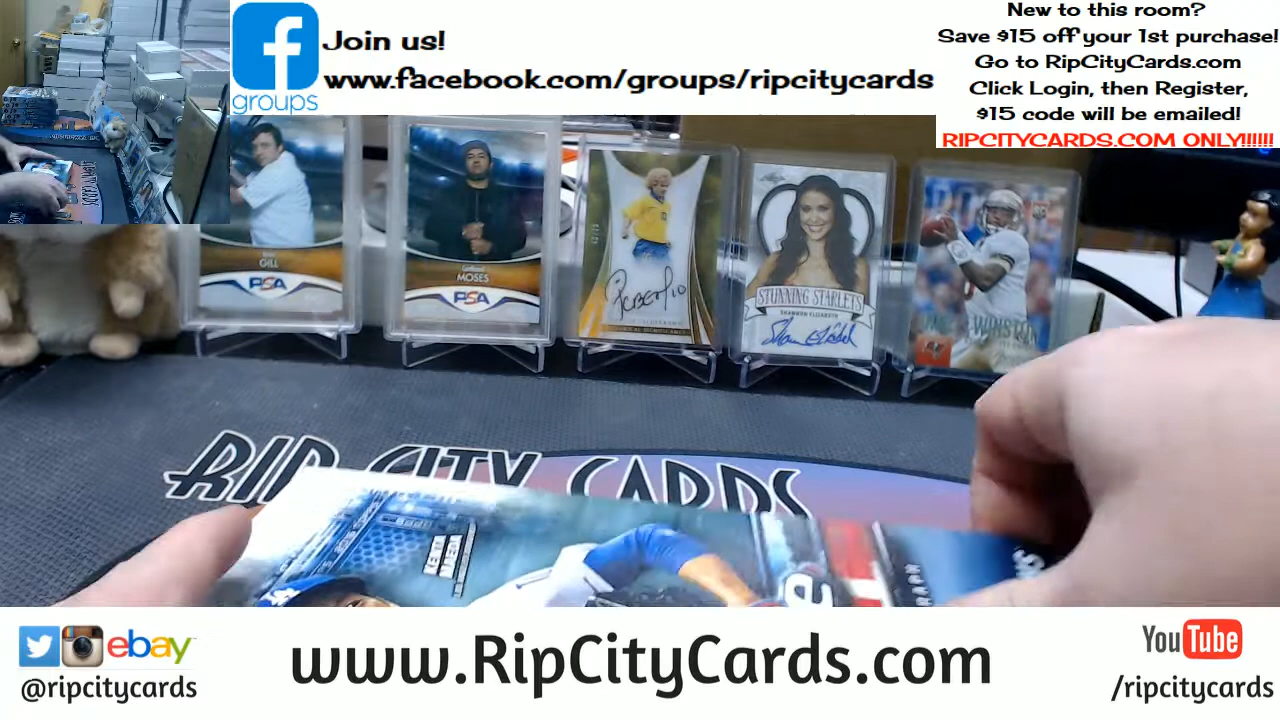 Join us!
www.facebook.com/groups/ripcitycards
groups
New to this room?
Save $15 off your 1st purchase!
Go to RipCityCards.com
Click Login, then Register,
$15 code will be emailed!
RIPCITYCARDS.COM ONLY!!!!!!
GILL
PSA
MOSES
PSA
STUNNING STARLETS
SHANNON ELIZABETH
WINSTON
RIP CITY CARDS
ebay
@ripcitycards
www.RipCityCards.com
YouTube
/ripcitycards